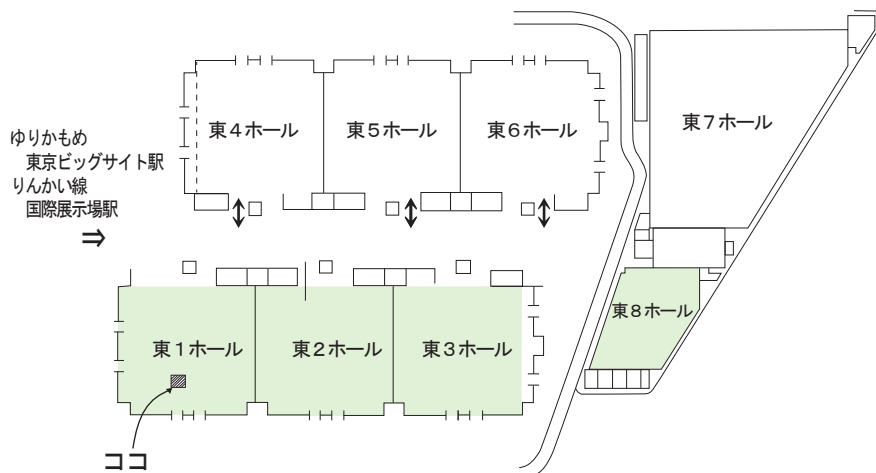 東4ホール
東5ホール
東6ホール
東7ホール
ゆりかもめ
東京ビッグサイト駅
りんかい線
国際展示場駅
⇒
東1ホール
東2ホール
東3ホール
東8ホール
ココ